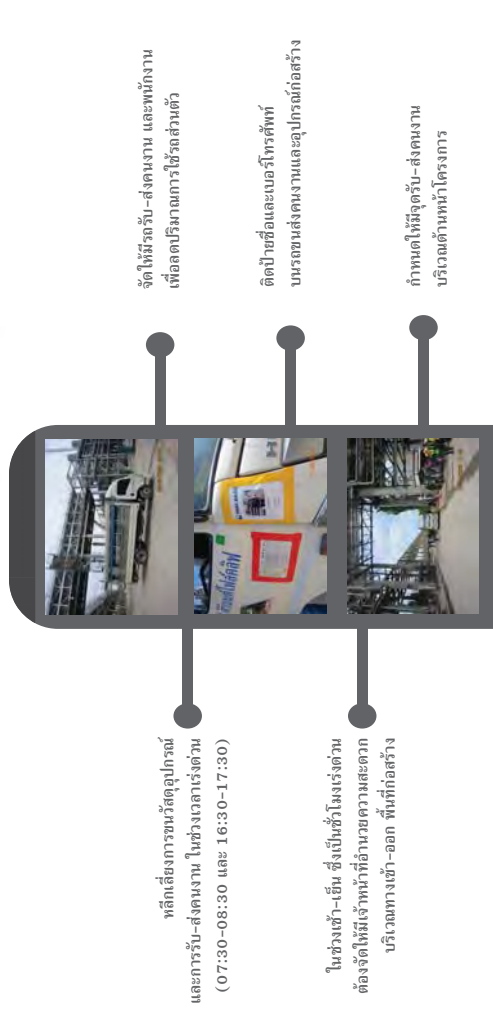 จัดให้มีรถรับ-ส่งคนงาน และพนักงาน
เพื่อลดปริมาณการใช้รถส่วนตัว
ติดป้ายชื่อและเบอร์โทรศัพท์
บนรถขนส่งคนงานและอุปกรณ์ก่อสร้าง
กำหนดให้มีจุดรับ-ส่งคนงาน
บริเวณด้านหน้าโครงการ
หลีกเลี่ยงการขนวัสดุอุปกรณ์
และการรับ-ส่งคนงาน ในช่วงเวลาเร่งด่วน
(07:30-08:30 และ 16:30-17:30)
ในช่วงเช้า-เย็น ซึ่งเป็นชั่วโมงเร่งด่วน
ต้องจัดให้มีเจ้าหน้าที่อำนวยความสะดวก
บริเวณทางเข้า-ออก พื้นที่ก่อสร้าง